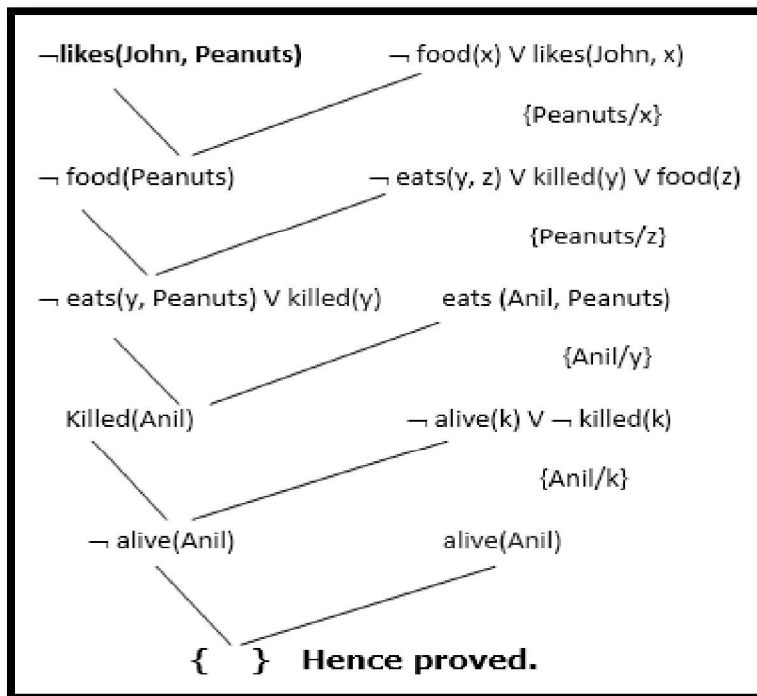 ¬likes(John, Peanuts) ¬ food(x) V likes(John, x)
{Peanuts/x}
¬ food(Peanuts) ¬ eats(y, z) V killed(y) V food(z)
{Peanuts/z}
¬ eats(y, Peanuts) V killed(y) eats (Anil, Peanuts)
{Anil/y}
Killed(Anil) ¬ alive(k) V ¬ killed(k)
{Anil/k}
¬ alive(Anil) alive(Anil)
{ } Hence proved.